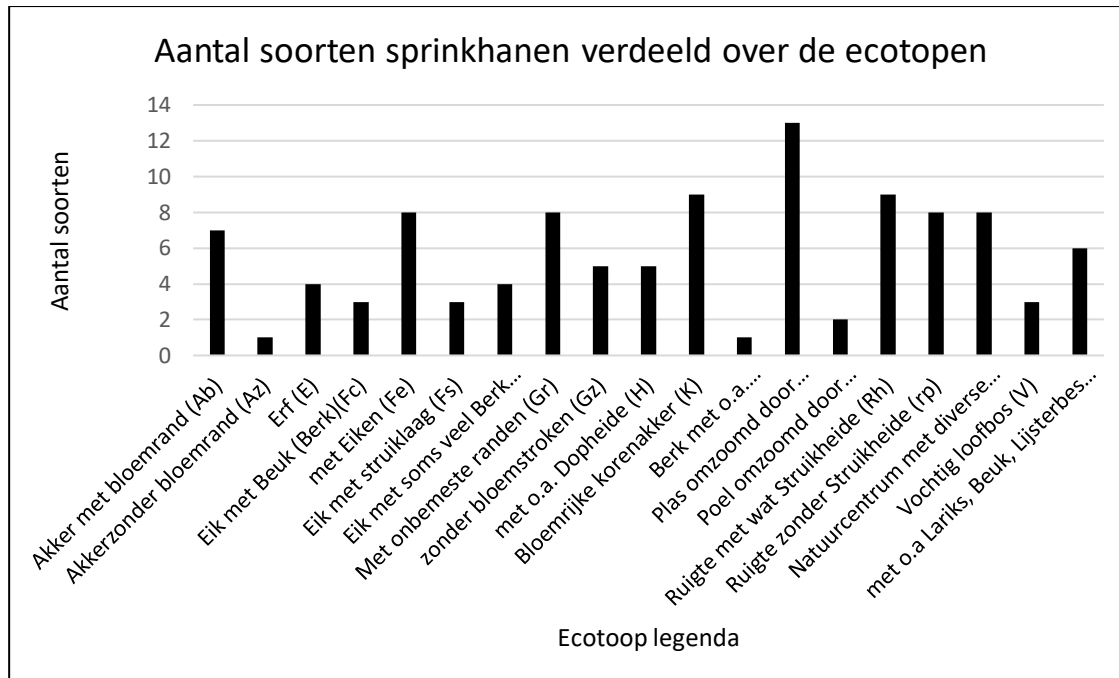 Aantal soorten sprinkhanen verdeeld over de ecotopen
Aantal soorten
14
12
10
8
6
4
2
0
Akker met bloemrand (Ab)
Akkerzonder bloemrand (Az)
Erf (E)
Eik met Beuk (Berk)(Fc)
met Eiken (Fe)
Eik met struiklaag (Fs)
Eik met soms veel Berk...
Met onbemeste randen (Gr)
zonder bloemstroken (Gz)
met o.a. Dopheide (H)
Bloemrijke korenakker (K)
Berk met o.a....
Plas omzoomd door...
Poel omzoomd door...
Ruigte met wat Struikheide (Rh)
Ruigte zonder Struikheide (rp)
Natuurcentrum met diverse...
Vochtig loofbos (V)
met o.a Lariks, Beuk, Lijsterbes...
Ecotoop legenda